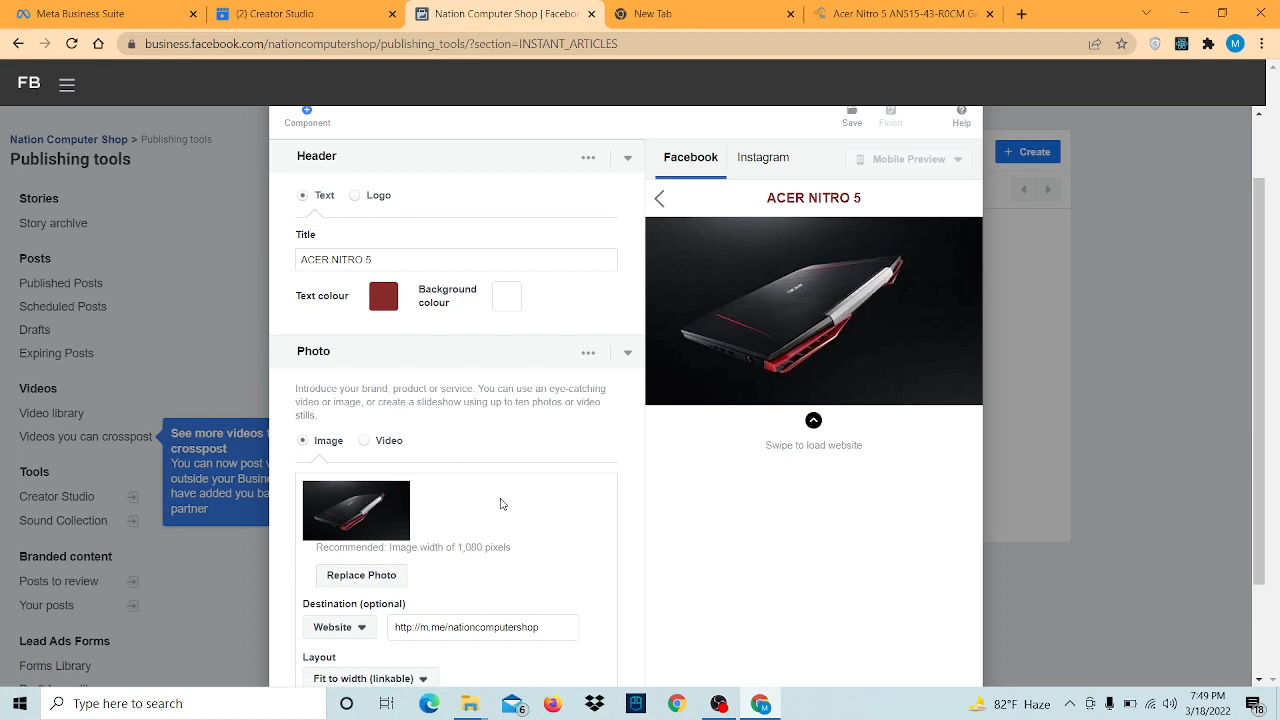 Meta Business Suite
(2) Creator Studio
Nation Computer Shop | Faceboo
New Tab
Acer Nitro 5 AN515-43-R0CM Ga
business.facebook.com/nationcomputershop/publishing_tools/?section=INSTANT_ARTICLES
M
FB
Component
Save
Finish
Help
Nation Computer Shop > Publishing tools
Publishing tools
+ Create
Stories
Story archive
Posts
Published Posts
Scheduled Posts
Drafts
Expiring Posts
Videos
Video library
Videos you can crosspost
Tools
Creator Studio
Sound Collection
Branded content
Posts to review
Your posts
Lead Ads Forms
Forms Library
See more videos
crosspost
You can now post
outside your Busin
have added you ba
partner
Header
Text
Logo
Title
ACER NITRO 5
Text colour
Background
colour
Photo
Introduce your brand, product or service. You can use an eye-catching
video or image, or create a slideshow using up to ten photos or video
stills.
Image
Video
Recommended: Image width of 1,080 pixels
Replace Photo
Destination (optional)
Website
http://m.me/nationcomputershop
Layout
Fit to width (linkable)
Facebook
Instagram
Mobile Preview
ACER NITRO 5
Swipe to load website
Type here to search
6
M
82°F Haze
7:49 PM
3/18/2022
18